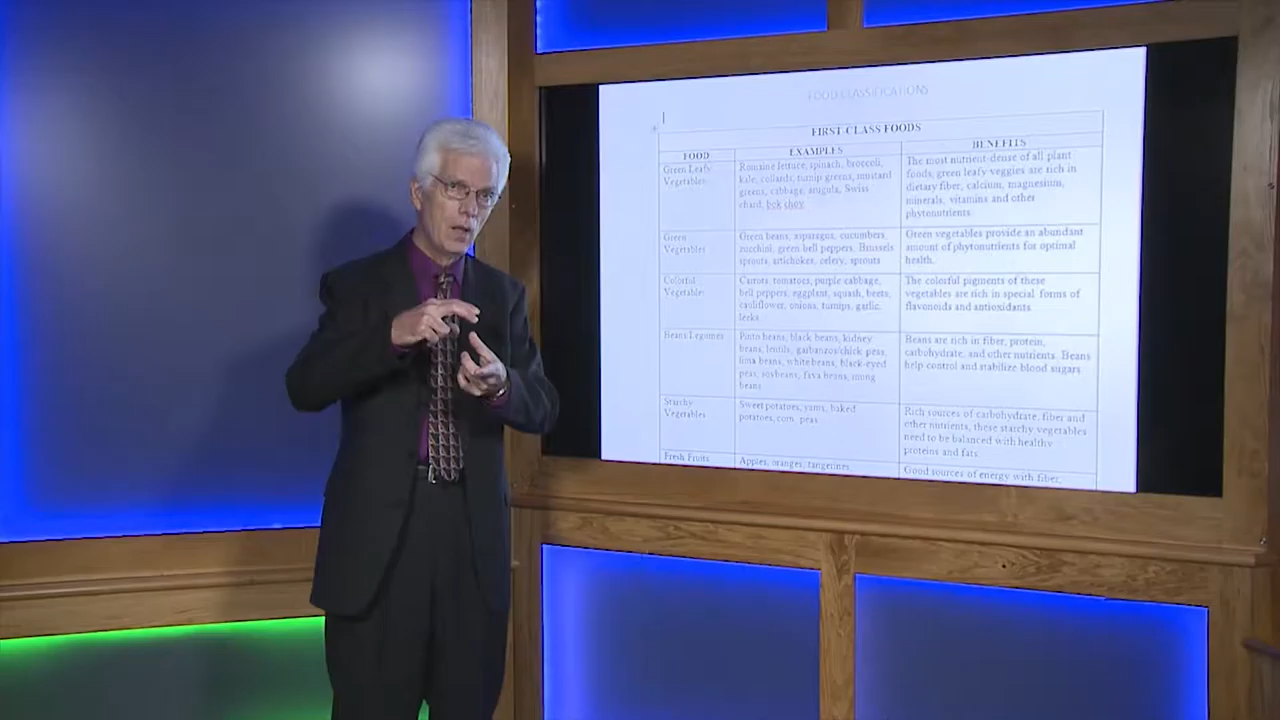 FOOD CLASSIFICATIONS
FIRST-CLASS FOODS
FOOD
EXAMPLES
BENEFITS
Green Leafy
Vegetables
Romaine lettuce, spinach, broccoli,
kale, collards, turnip greens, mustard
greens, cabbage, arugula, Swiss
chard, bok choy
The most nutrient-dense of all plant
foods, green leafy veggies are rich in
dietary fiber, calcium, magnesium,
minerals, vitamins and other
phytonutrients.
Green
Vegetables
Green beans, asparagus, cucumbers,
zucchini, green bell peppers, Brussels
sprouts, artichokes, celery, sprouts
Green vegetables provide an abundant
amount of phytonutrients for optimal
health.
Colorful
Vegetables
Carrots, tomatoes, purple cabbage,
bell peppers, eggplant, squash, beets,
cauliflower, onions, turnips, garlic,
leeks
The colorful pigments of these
vegetables are rich in special forms of
flavonoids and antioxidants.
Beans/Legumes
Pinto beans, black beans, kidney
beans, lentils, garbanzos/chick peas,
lima beans, white beans, black-eyed
peas, soybeans, fava beans, mung
beans
Beans are rich in fiber, protein,
carbohydrate, and other nutrients. Beans
help control and stabilize blood sugars.
Starchy
Vegetables
Sweet potatoes, yams, baked
potatoes, corn, peas
Rich sources of carbohydrate, fiber and
other nutrients, these starchy vegetables
need to be balanced with healthy
proteins and fats.
Fresh Fruits
Apples, oranges, tangerines,
Good sources of energy with fiber,